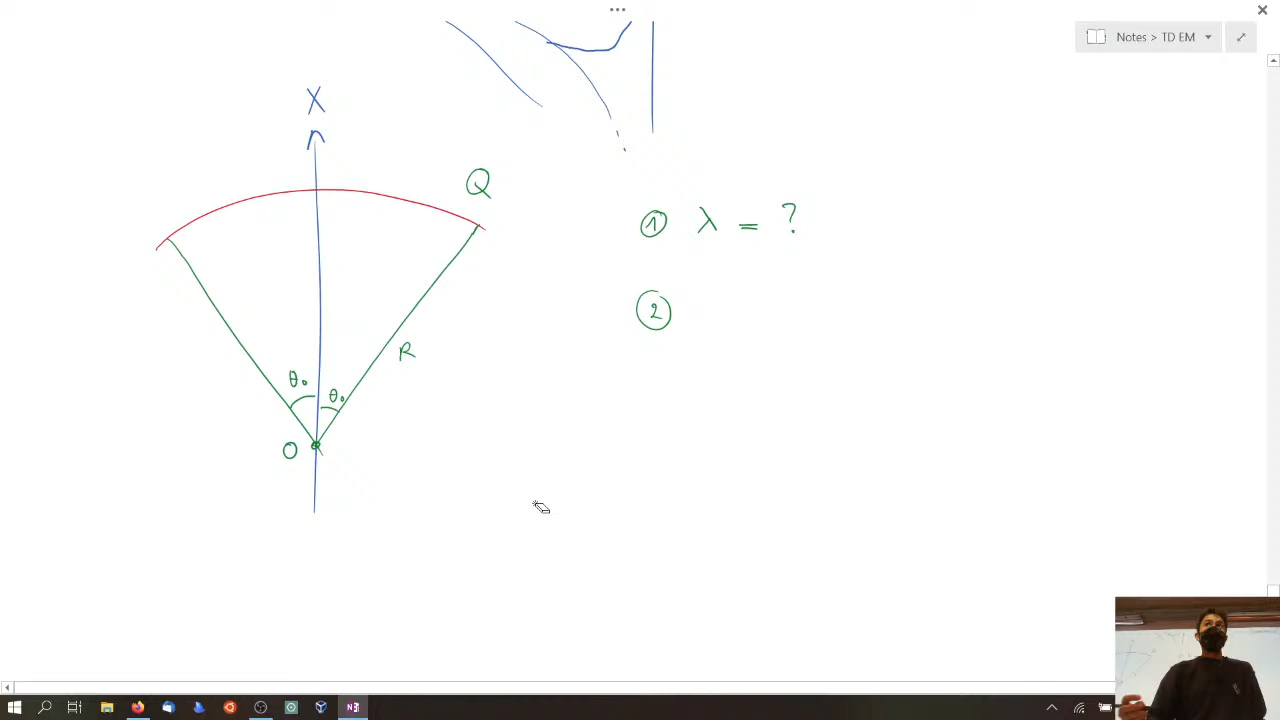 Notes > TD EM
X
Q
① λ = ?
②
R
θ₀
θ₀
O